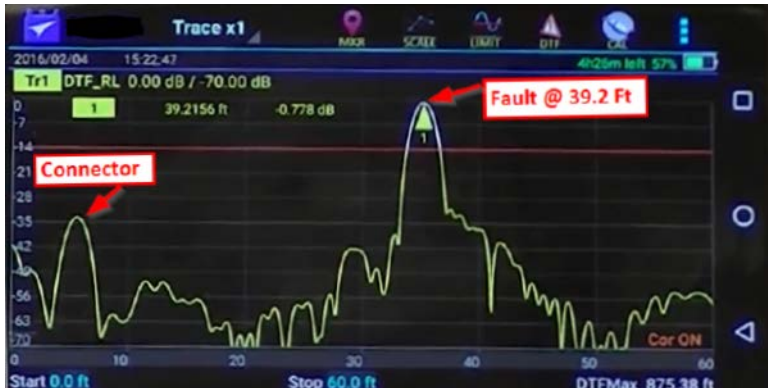 Trace x1
MKR SCALE LIMIT DTF CAL
2016/02/04 15:22:47 4h26m left 57%
Tr1 DTF_RL 0.00 dB / -70.00 dB
1 39.2156 ft -0.778 dB
Fault @ 39.2 Ft
Connector
0
-7
-14
-21
-28
-35
-42
-49
-56
-63
-70
Cor ON
0 10 20 30 40 50 60
Start 0.0 ft Stop 60.0 ft DTFMax 875.38
1